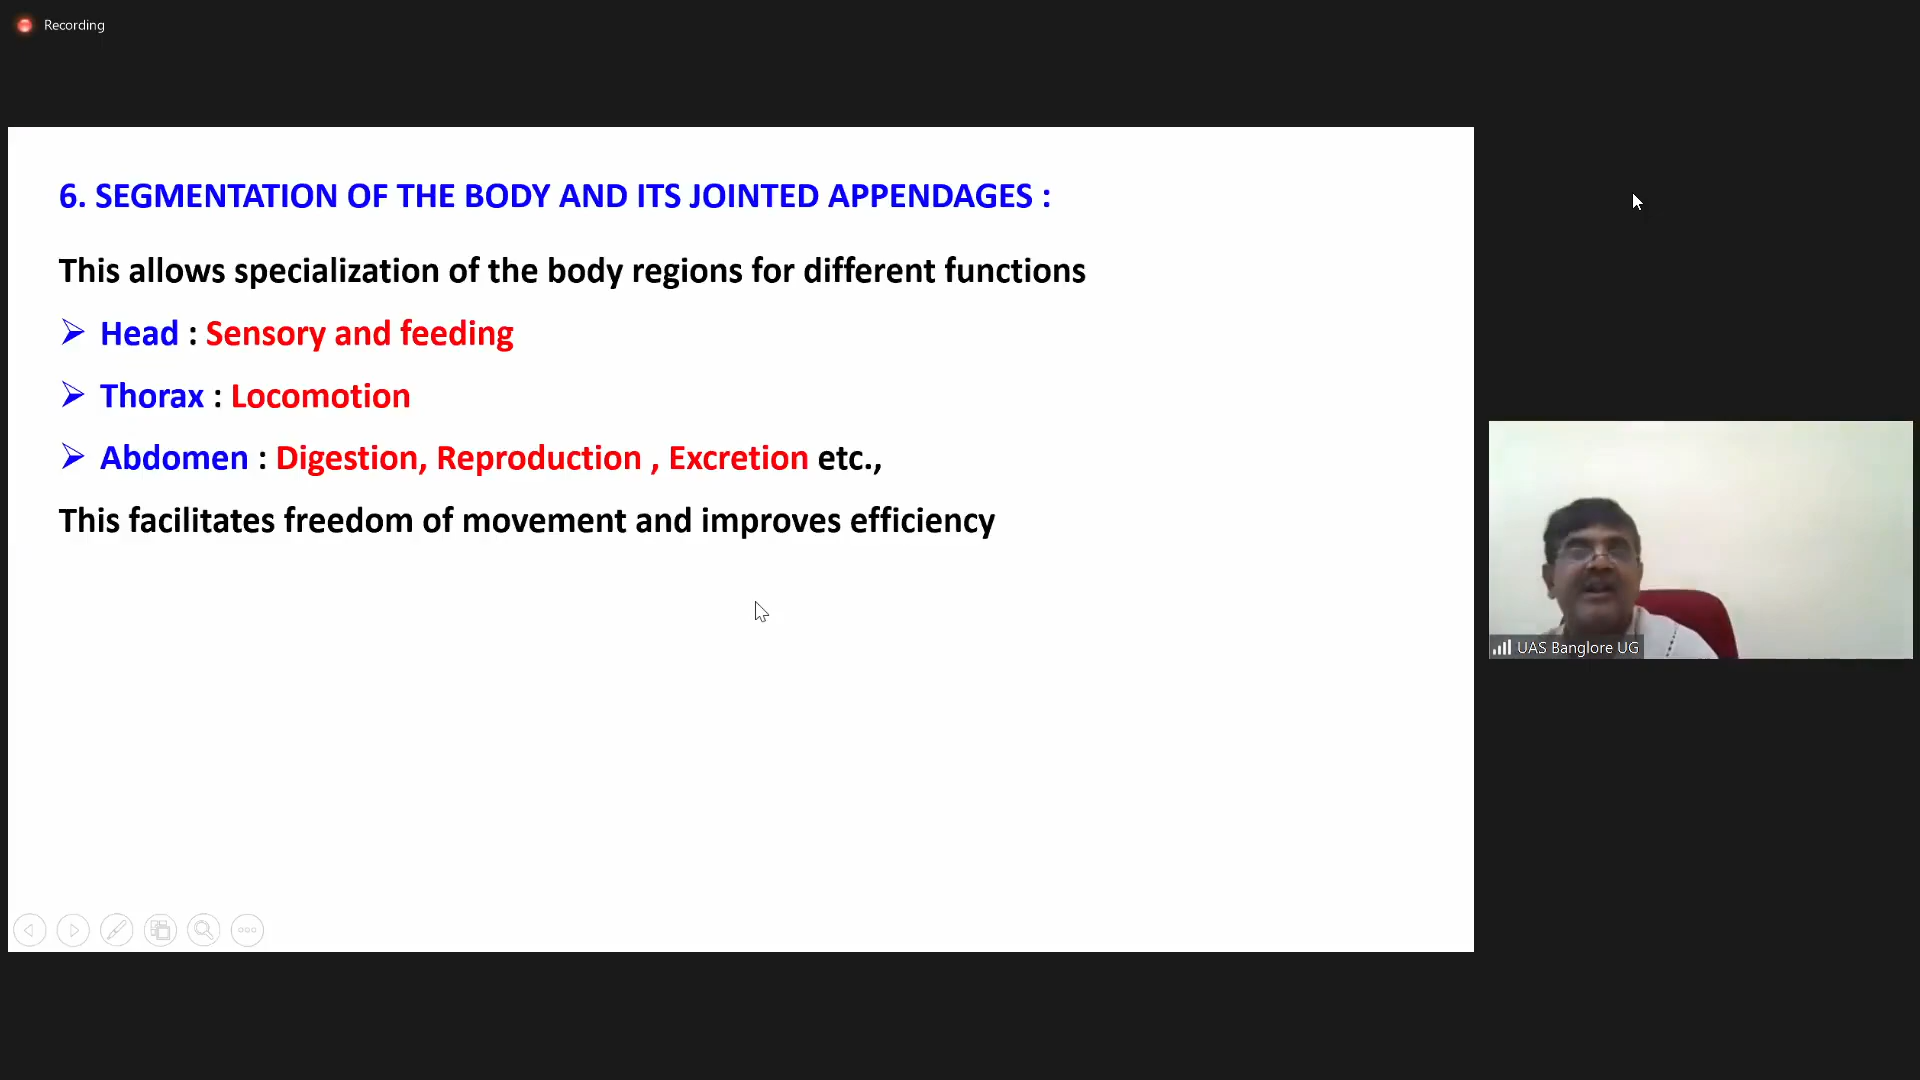 Recording
6. SEGMENTATION OF THE BODY AND ITS JOINTED APPENDAGES :
This allows specialization of the body regions for different functions
➢ Head : Sensory and feeding
➢ Thorax : Locomotion
➢ Abdomen : Digestion, Reproduction , Excretion etc.,
This facilitates freedom of movement and improves efficiency
UAS Banglore UG